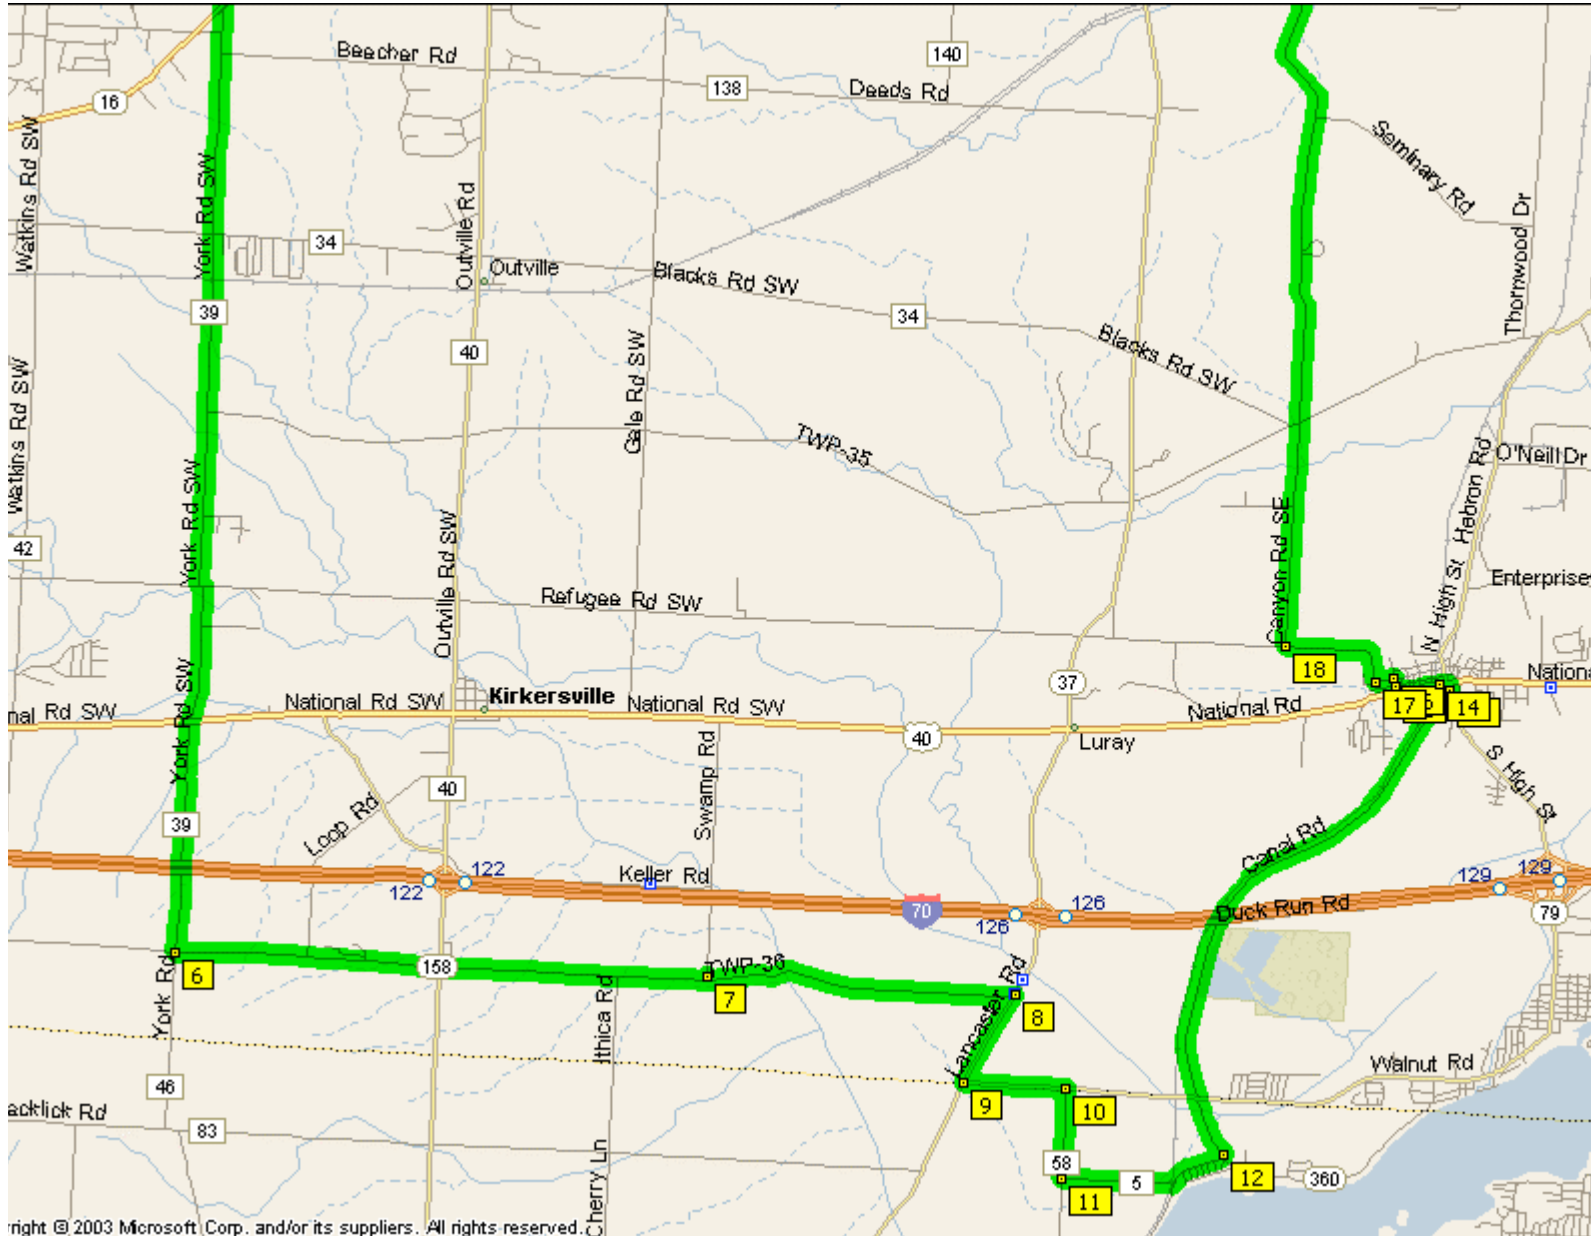 Beecher Rd
140
16
138
Deeds Rd
Watkins Rd SW
York Rd SW
Outville Rd
Seminary Rd
Thornwood Dr
34
Outville
Blacks Rd SW
39
34
40
Blacks Rd SW
Watkins Rd SW
Gale Rd SW
TWP-35
O'Neill Dr
York Rd SW
Habron Rd
42
Outville Rd SW
Canyon Rd SE
N High St
Enterprise
Refugee Rd SW
18
37
York Rd SW
National Rd SW
Kirkersville
National Rd SW
National Rd
17
14
Nationa
nal Rd SW
40
Luray
S High St
40
Swamp Rd
Loop Rd
39
Canal Rd
122
122
Keller Rd
70
126
126
Duck Run Rd
129
129
79
York Rd
6
158
TWP-36
7
Ithica Rd
Lancaster Rd
8
46
9
10
Walnut Rd
ecklick Rd
83
Cherry Ln
58
11
5
12
360
right © 2003 Microsoft Corp. and/or its suppliers. All rights reserved.